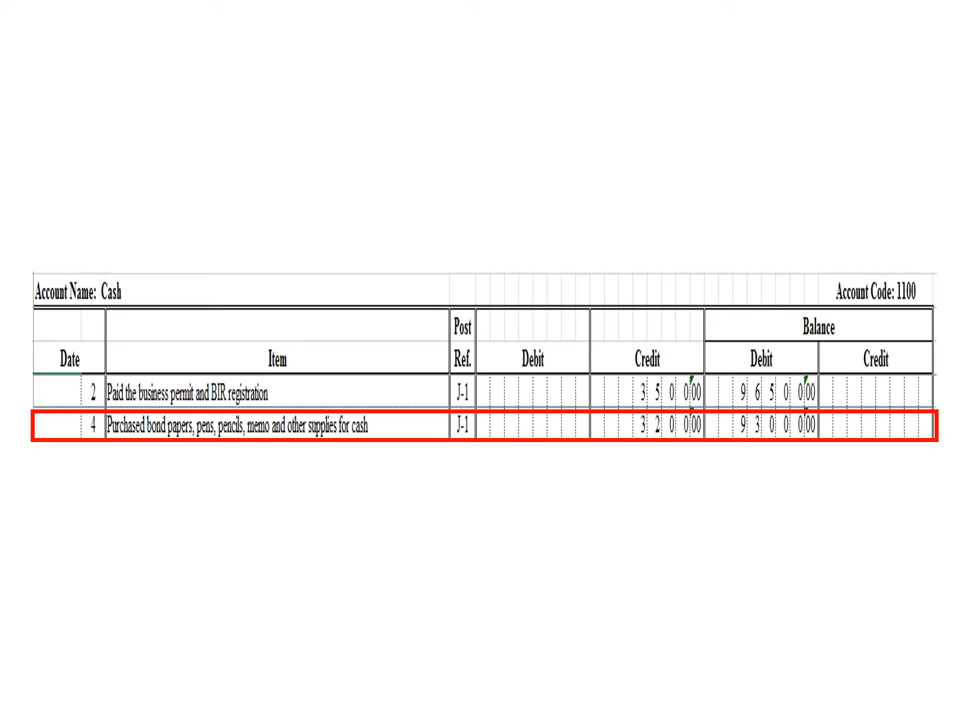 Account Name: Cash Account Code: 1100
Post Balance
Date Item Ref. Debit Credit Debit Credit
2 Paid the business permit and BIR registration J-1 3 5 0 0 00 9 6 5 0 0 00
4 Purchased bond papers, pens, pencils, memo and other supplies for cash J-1 3 2 0 0 00 9 3 0 0 0 00